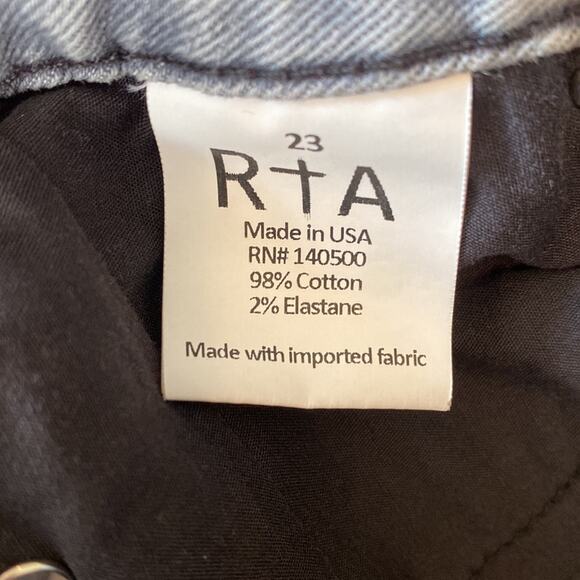 23
R†A
Made in USA
RN# 140500
98% Cotton
2% Elastane
Made with imported fabric